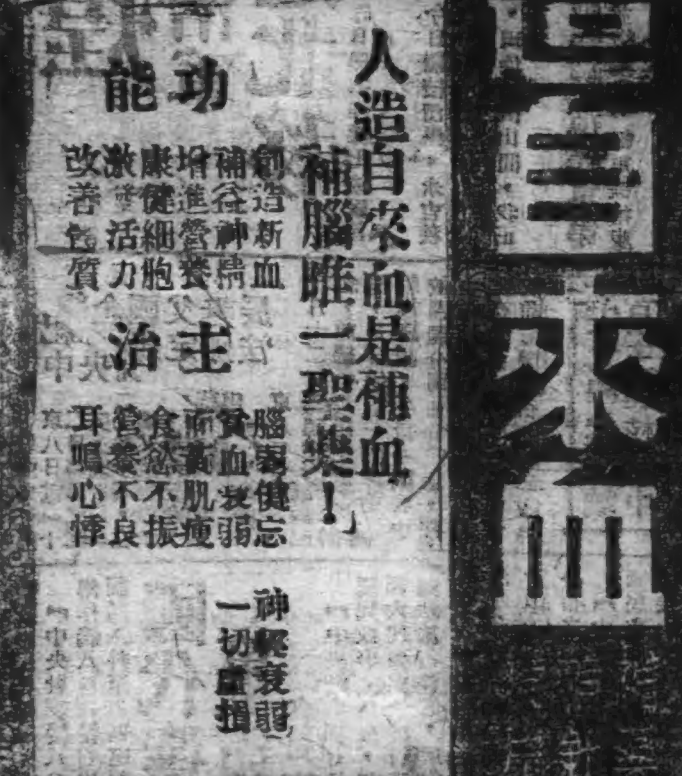 自來血
人造自來血是補血
補腦唯一聖藥！」
功能
創造新血
補益神精
增進營養
康健細胞
激增活力
改善體質
主治
腦弱健忘
貧血衰弱
面黃肌瘦
食慾不振
營養不良
耳鳴心悸
神經衰弱
一切虛損